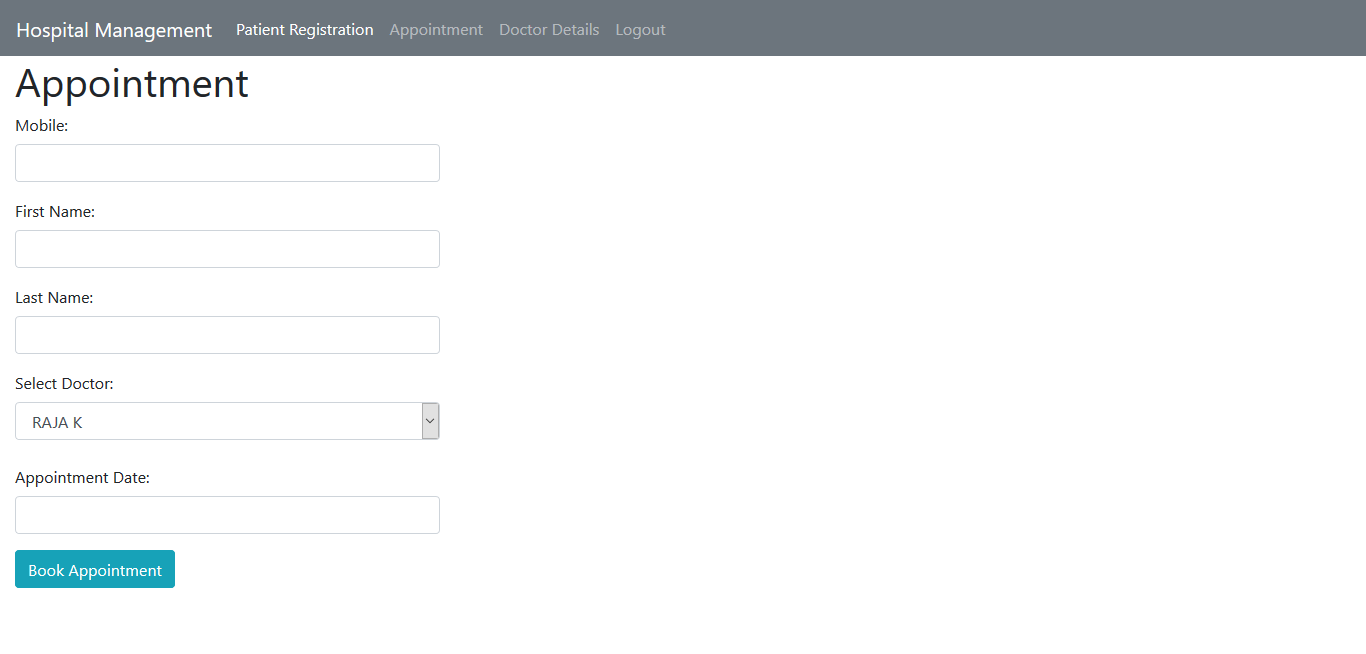 Hospital Management Patient Registration Appointment Doctor Details Logout
Appointment
Mobile:
First Name:
Last Name:
Select Doctor:
RAJA K
Appointment Date:
Book Appointment